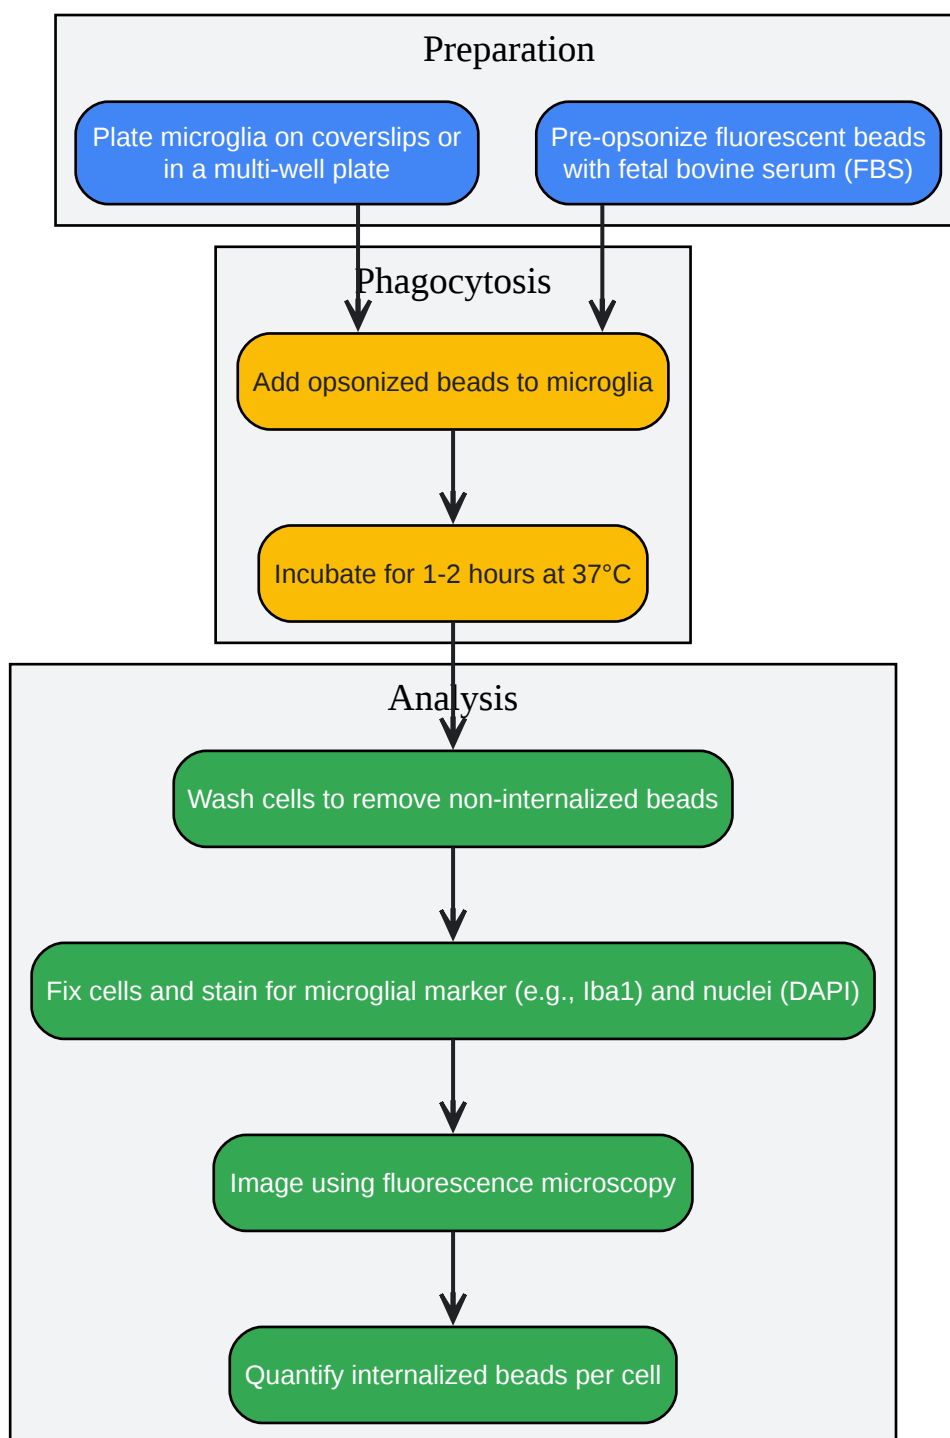 Preparation
Plate microglia on coverslips or
in a multi-well plate
Pre-opsonize fluorescent beads
with fetal bovine serum (FBS)
Phagocytosis
Add opsonized beads to microglia
Incubate for 1-2 hours at 37°C
Analysis
Wash cells to remove non-internalized beads
Fix cells and stain for microglial marker (e.g., Iba1) and nuclei (DAPI)
Image using fluorescence microscopy
Quantify internalized beads per cell